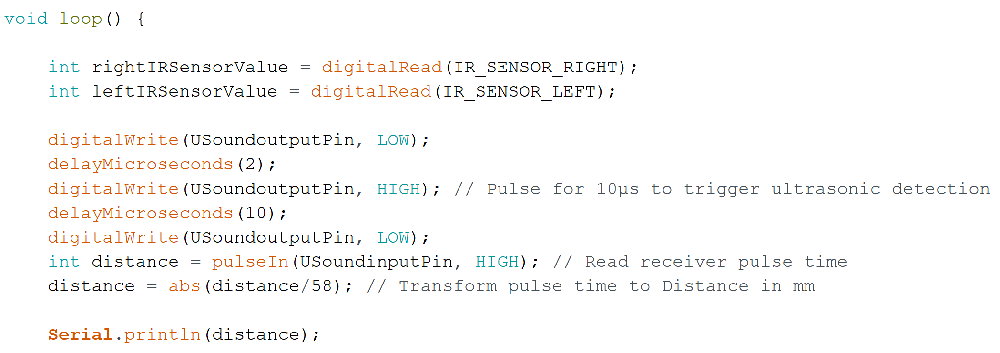 void loop() {
int rightIRSensorValue = digitalRead(IR_SENSOR_RIGHT);
int leftIRSensorValue = digitalRead(IR_SENSOR_LEFT);
digitalWrite(USoundoutputPin, LOW);
delayMicroseconds(2);
digitalWrite(USoundoutputPin, HIGH); // Pulse for 10μs to trigger ultrasonic detection
delayMicroseconds(10);
digitalWrite(USoundoutputPin, LOW);
int distance = pulseIn(USoundinputPin, HIGH); // Read receiver pulse time
distance = abs(distance/58); // Transform pulse time to Distance in mm
Serial.println(distance);